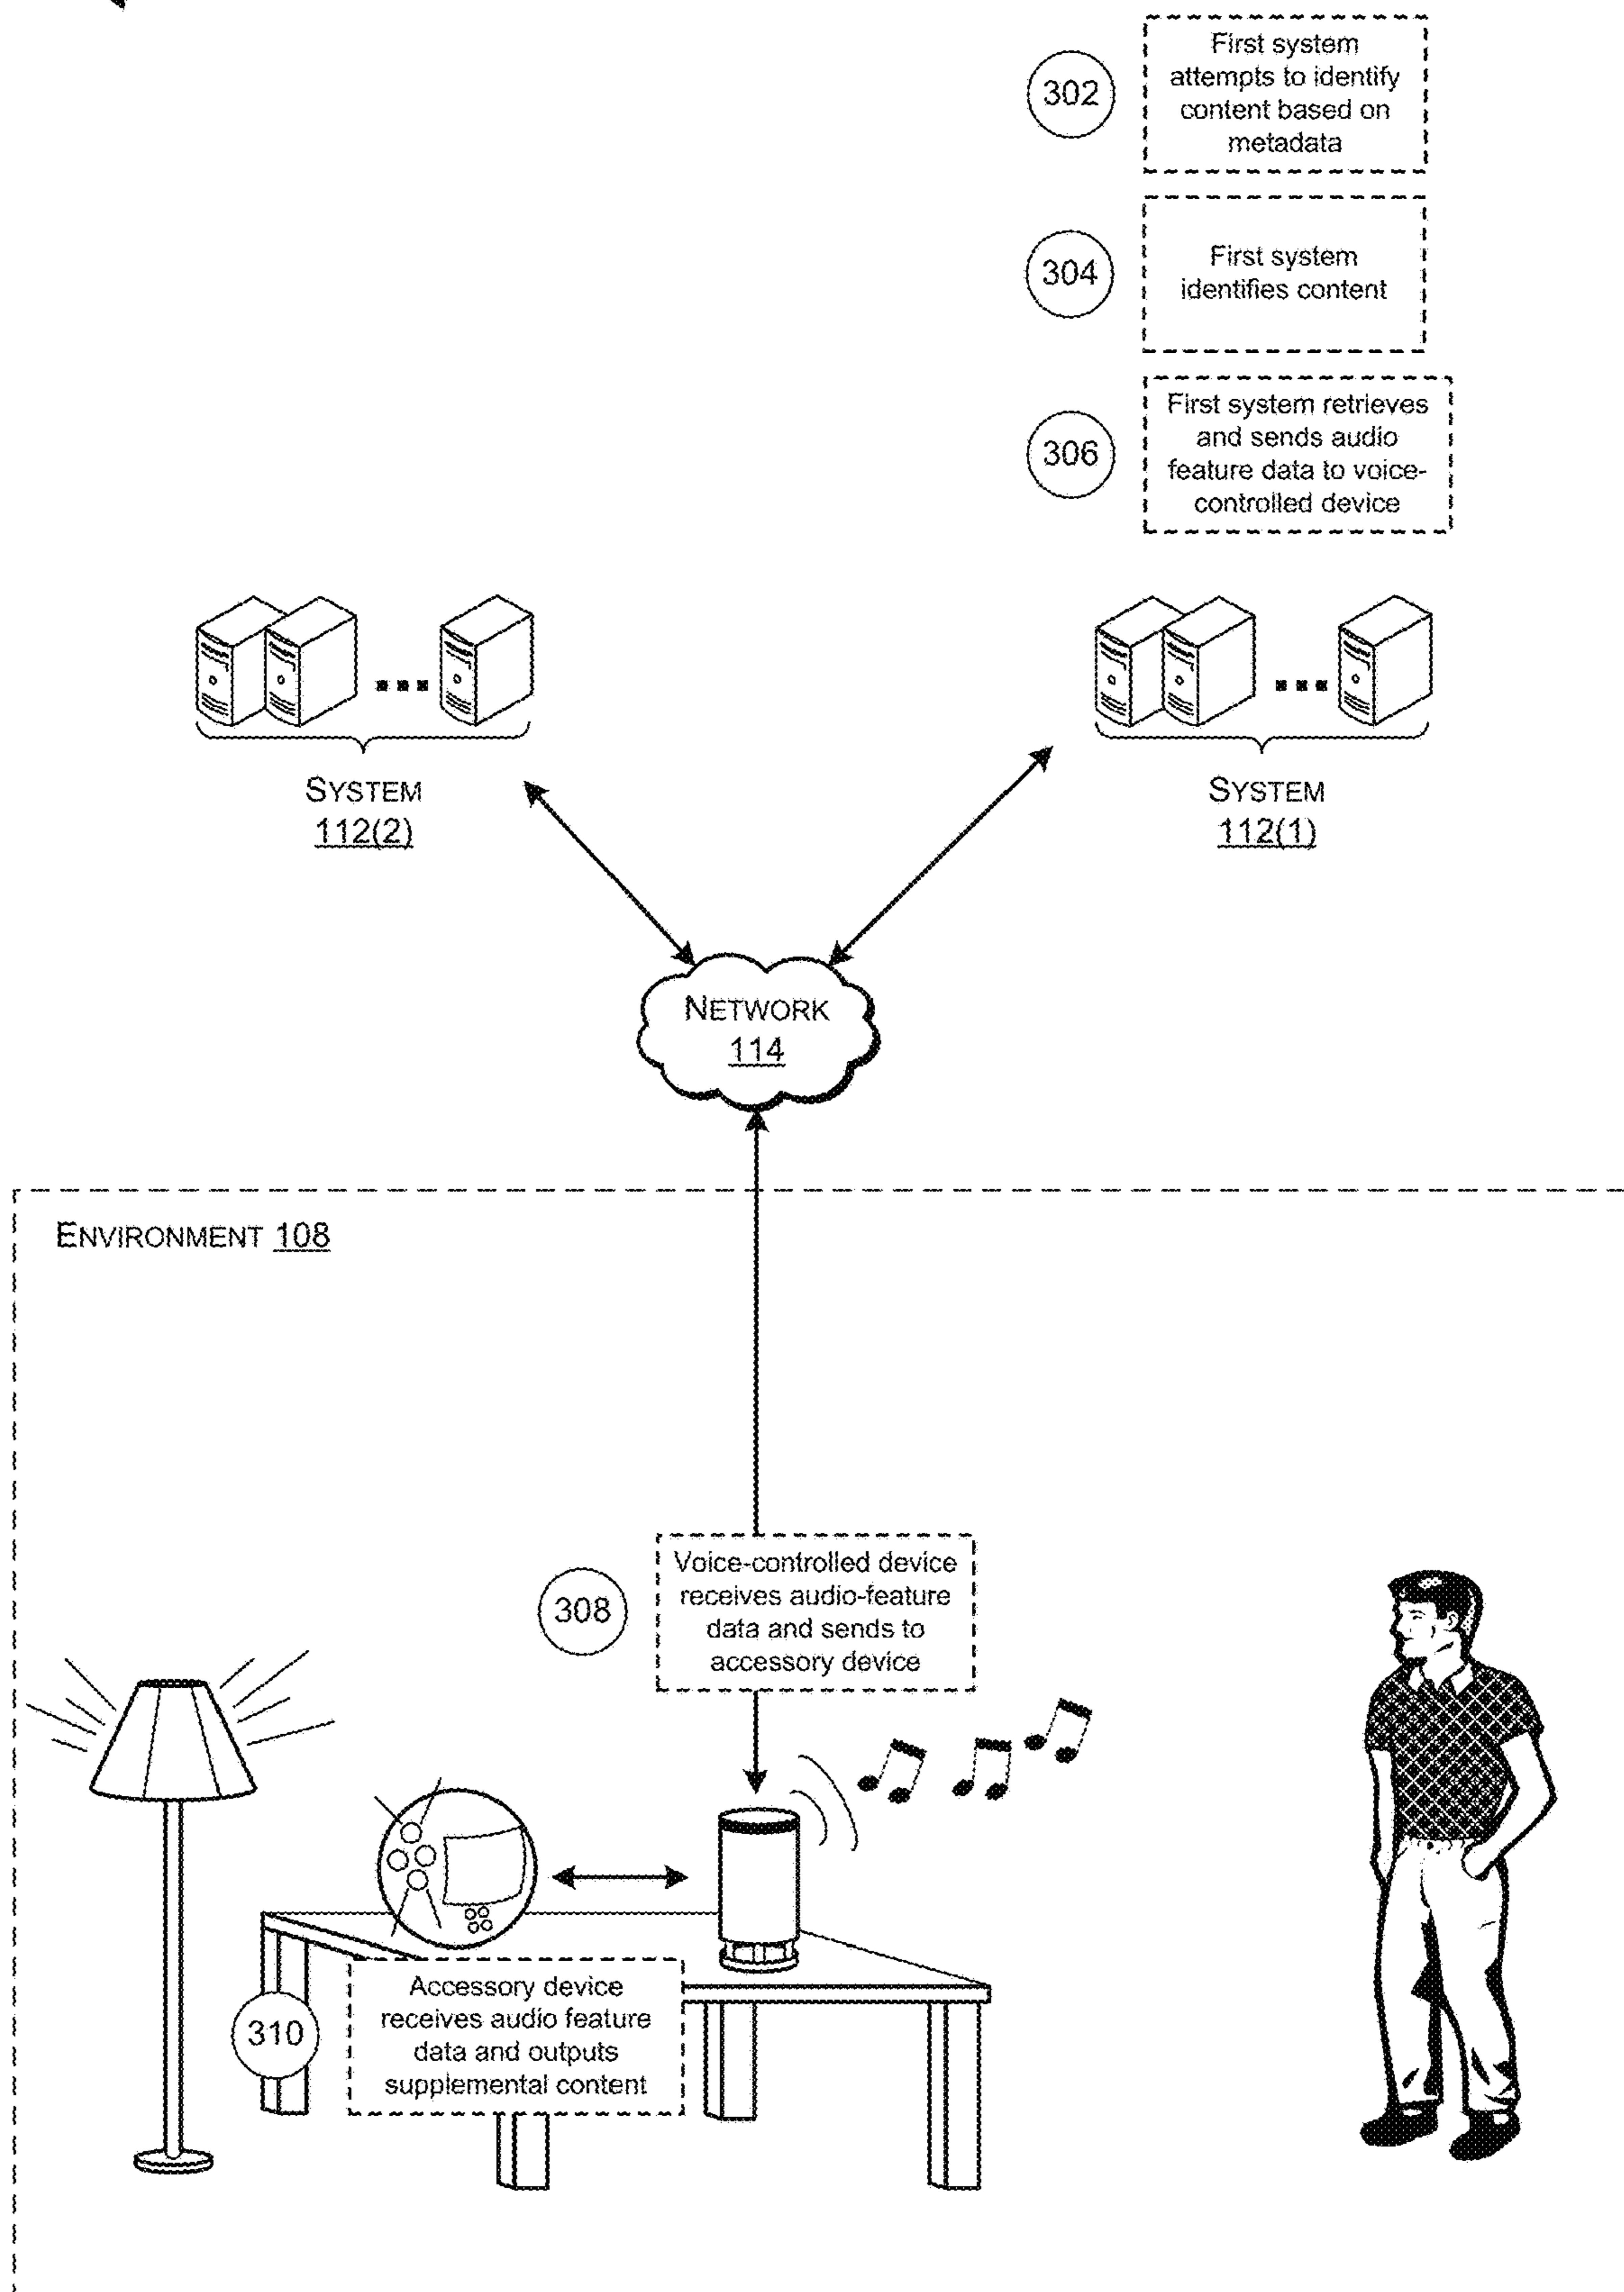 302
First system
attempts to identify
content based on
metadata
304
First system
identifies content
306
First system retrieves
and sends audio
feature data to voice-
controlled device
SYSTEM
112(2)
SYSTEM
112(1)
NETWORK
114
ENVIRONMENT 108
308
Voice-controlled device
receives audio-feature
data and sends to
accessory device
310
Accessory device
receives audio feature
data and outputs
supplemental content